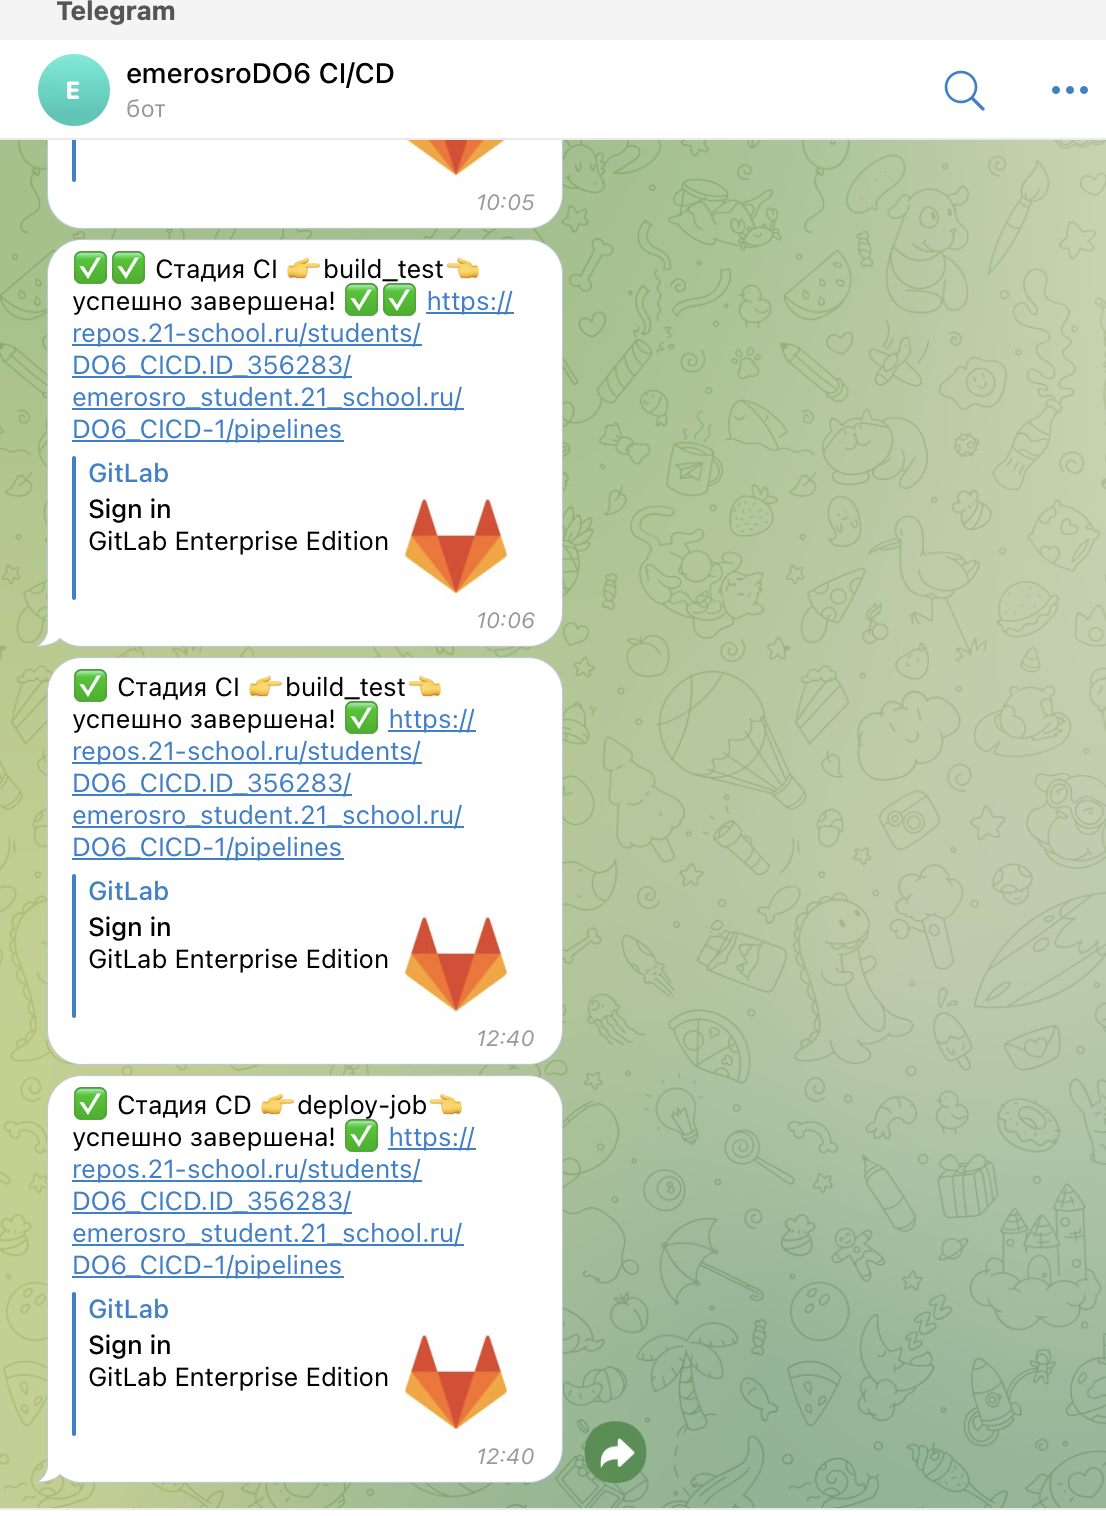 Telegram
E
emerosroDO6 CI/CD
бот
10:05
✅✅ Стадия CI 👉build_test👈
успешно завершена! ✅✅ https://
repos.21-school.ru/students/
DO6_CICD.ID_356283/
emerosro_student.21_school.ru/
DO6_CICD-1/pipelines
GitLab
Sign in
GitLab Enterprise Edition
10:06
✅ Стадия CI 👉build_test👈
успешно завершена! ✅ https://
repos.21-school.ru/students/
DO6_CICD.ID_356283/
emerosro_student.21_school.ru/
DO6_CICD-1/pipelines
GitLab
Sign in
GitLab Enterprise Edition
12:40
✅ Стадия CD 👉deploy-job👈
успешно завершена! ✅ https://
repos.21-school.ru/students/
DO6_CICD.ID_356283/
emerosro_student.21_school.ru/
DO6_CICD-1/pipelines
GitLab
Sign in
GitLab Enterprise Edition
12:40